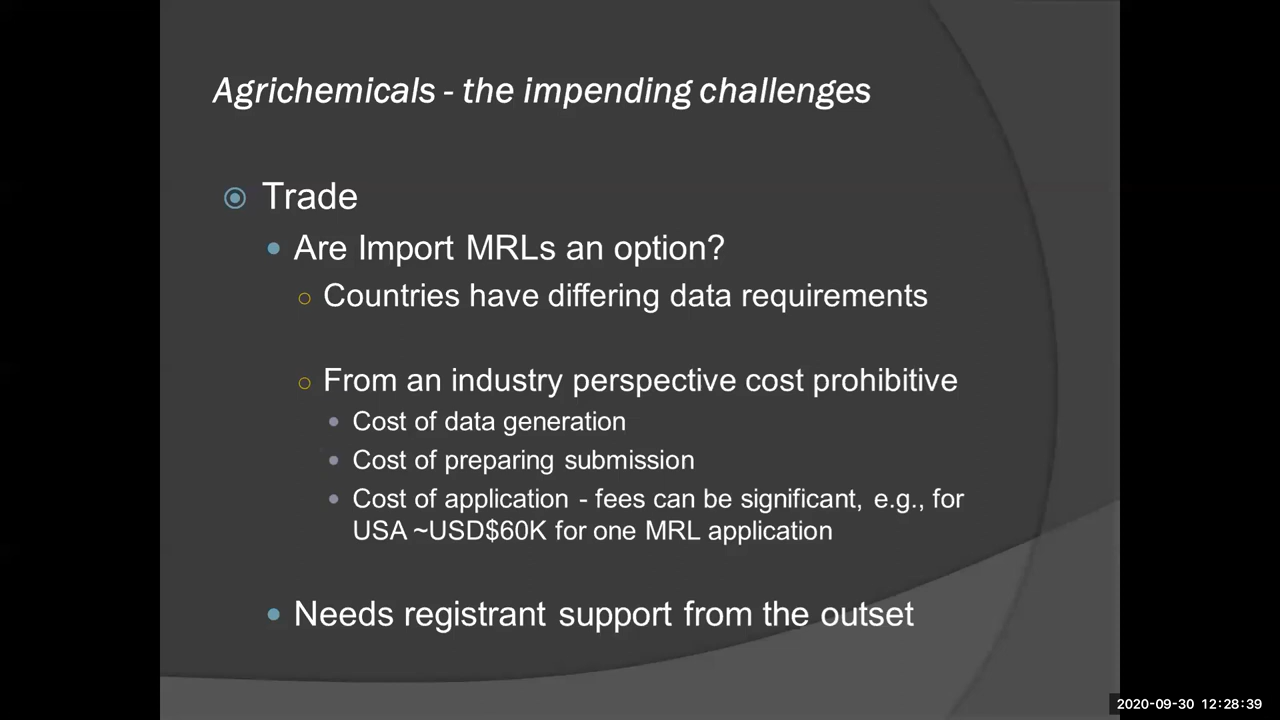 Agrichemicals - the impending challenges
Trade
Are Import MRLs an option?
Countries have differing data requirements
From an industry perspective cost prohibitive
Cost of data generation
Cost of preparing submission
Cost of application - fees can be significant, e.g., for
USA ~USD$60K for one MRL application
Needs registrant support from the outset
2020-09-30 12:28:39